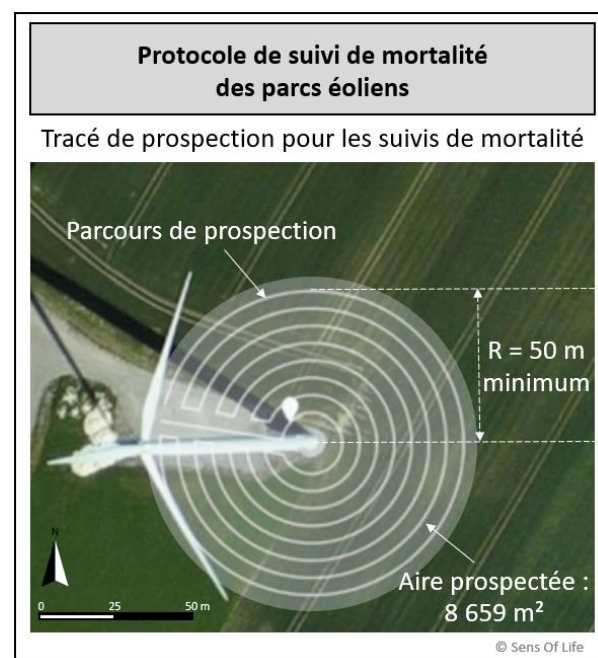 Protocole de suivi de mortalité
des parcs éoliens
Tracé de prospection pour les suivis de mortalité
Parcours de prospection
R = 50 m
minimum
Aire prospectée :
8 659 m²
N
0 25 50 m
© Sens Of Life